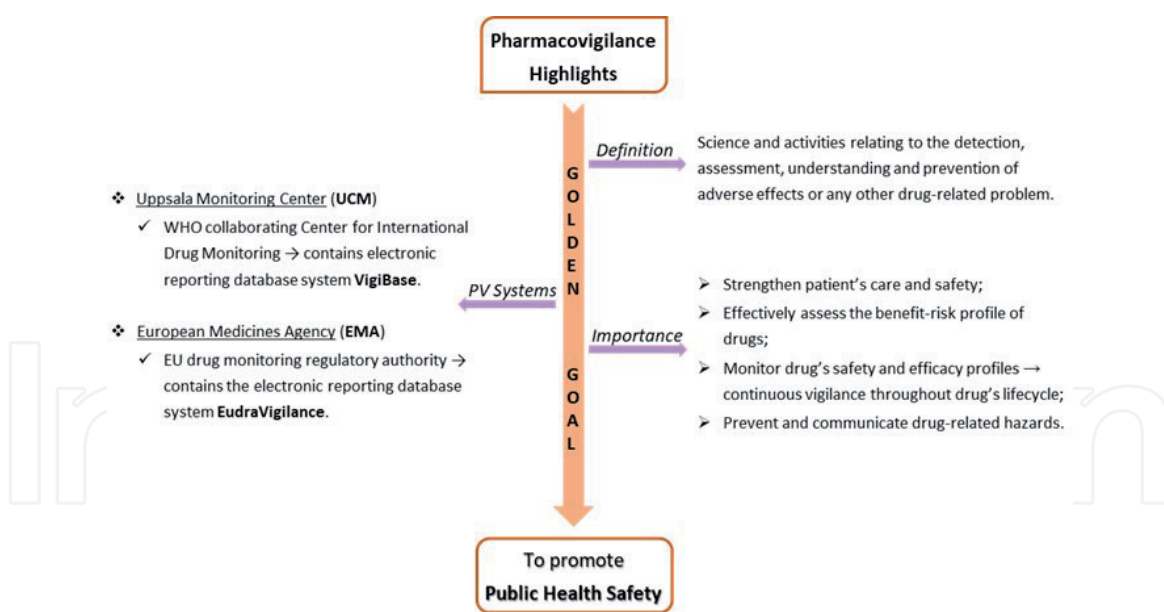 Pharmacovigilance
Highlights
Definition
Science and activities relating to the detection,
assessment, understanding and prevention of
adverse effects or any other drug-related problem.
❖ Uppsala Monitoring Center (UCM)
✓ WHO collaborating Center for International
Drug Monitoring → contains electronic
reporting database system VigiBase.
PV Systems
❖ European Medicines Agency (EMA)
✓ EU drug monitoring regulatory authority →
contains the electronic reporting database
system EudraVigilance.
Importance
➤ Strengthen patient's care and safety;
➤ Effectively assess the benefit-risk profile of
drugs;
➤ Monitor drug's safety and efficacy profiles →
continuous vigilance throughout drug's lifecycle;
➤ Prevent and communicate drug-related hazards.
GOLDEN GOAL
To promote
Public Health Safety